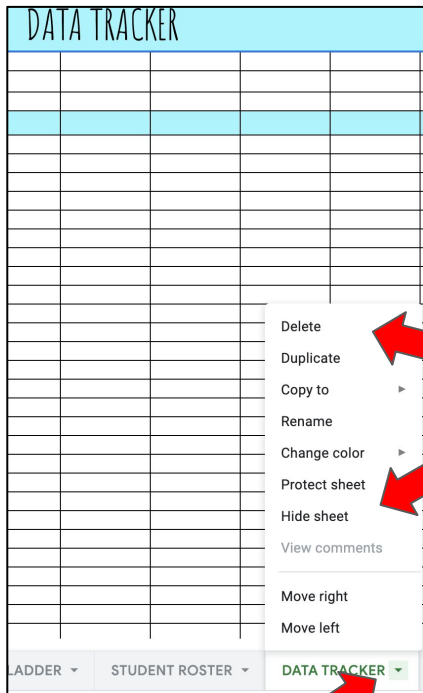 DATA TRACKER
Delete
Duplicate
Copy to
Rename
Change color
Protect sheet
Hide sheet
View comments
Move right
Move left
LADDER STUDENT ROSTER DATA TRACKER